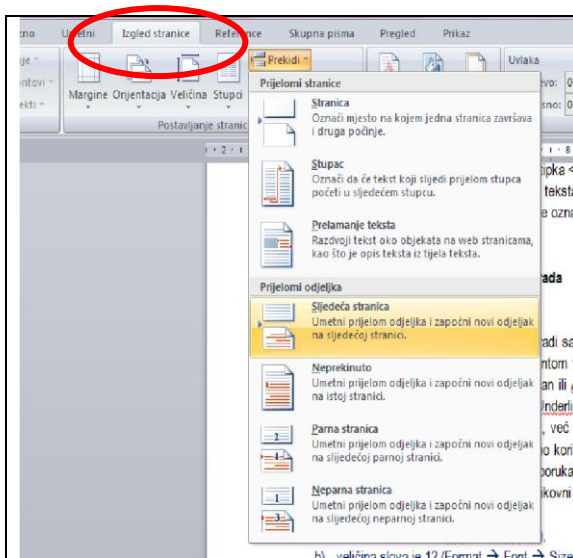 zno Umetni Izgled stranice Reference Skupna pisma Pregled Prikaz
Prekidi Uvlaka
Margine Orijentacija Veličina Stupci
Postavljanje stranic
Prijelomi stranice
Stranica
Označi mjesto na kojem jedna stranica završava
i druga počinje.
Stupac
Označi da će tekst koji slijedi prijelom stupca
početi u sljedećem stupcu.
Prelamanje teksta
Razdvoji tekst oko objekata na web stranicama,
kao što je opis teksta iz tijela teksta.
Prijelomi odjeljka
Sljedeća stranica
Umetni prijelom odjeljka i započni novi odjeljak
na sljedećoj stranici.
Neprekinuto
Umetni prijelom odjeljka i započni novi odjeljak
na istoj stranici.
Parna stranica
Umetni prijelom odjeljka i započni novi odjeljak
na slijedećoj parnoj stranici.
Neparna stranica
Umetni prijelom odjeljka i započni novi odjeljak
na slijedećoj neparnoj stranici.
b) veličina slova je 12 (Format → Font → Size